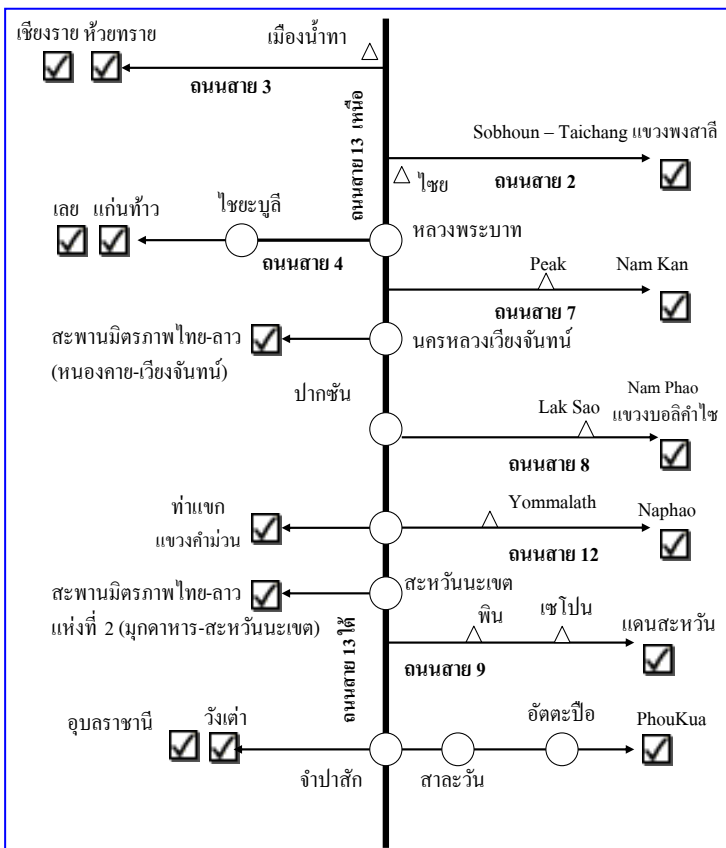 เมืองน้ำทา
เชียงราย ห้วยทราย
ถนนสาย 3
ถนนสาย 13 เหนือ
Sobhoun – Taichang แขวงพงสาลี
ไซย
ถนนสาย 2
เลย แก่นท้าว
ไชยะบูลี
หลวงพระบาท
ถนนสาย 4
Peak
Nam Kan
ถนนสาย 7
สะพานมิตรภาพไทย-ลาว
(หนองคาย-เวียงจันทน์)
นครหลวงเวียงจันทน์
ปากซัน
Nam Phao
Lak Sao
แขวงบอลิคำไซ
ถนนสาย 8
ท่าแขก
แขวงคำม่วน
Yommalath
Naphao
ถนนสาย 12
สะพานมิตรภาพไทย-ลาว
แห่งที่ 2 (มุกดาหาร-สะหวันนะเขต)
สะหวันนะเขต
ถนนสาย 13 ใต้
พิน
เซโปน
แดนสะหวัน
ถนนสาย 9
อุบลราชานี
วังเต่า
อัตตะปือ
PhouKua
จำปาสัก
สาละวัน